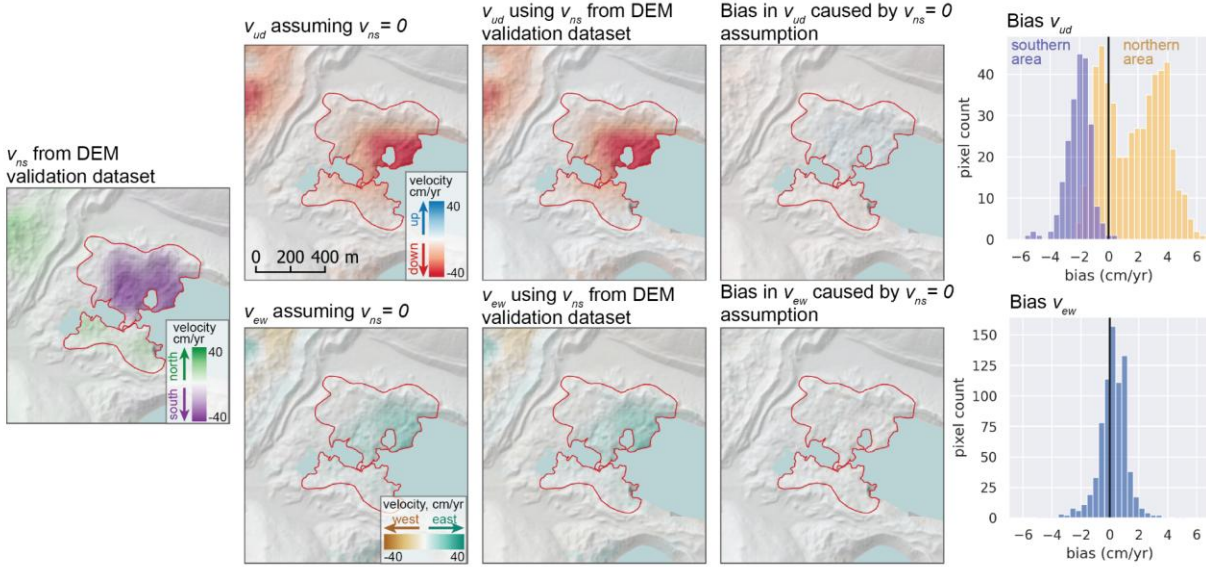 v_ns from DEM
validation dataset
velocity
cm/yr
40
north
south
-40
v_ud assuming v_ns = 0
velocity
cm/yr
40
up
down
-40
0 200 400 m
v_ud using v_ns from DEM
validation dataset
Bias in v_ud caused by v_ns = 0
assumption
Bias v_ud
southern
area
northern
area
pixel count
40
30
20
10
0
-6 -4 -2 0 2 4 6
bias (cm/yr)
v_ew assuming v_ns = 0
velocity, cm/yr
west east
-40 40
v_ew using v_ns from DEM
validation dataset
Bias in v_ew caused by v_ns = 0
assumption
Bias v_ew
pixel count
150
125
100
75
50
25
0
-6 -4 -2 0 2 4 6
bias (cm/yr)